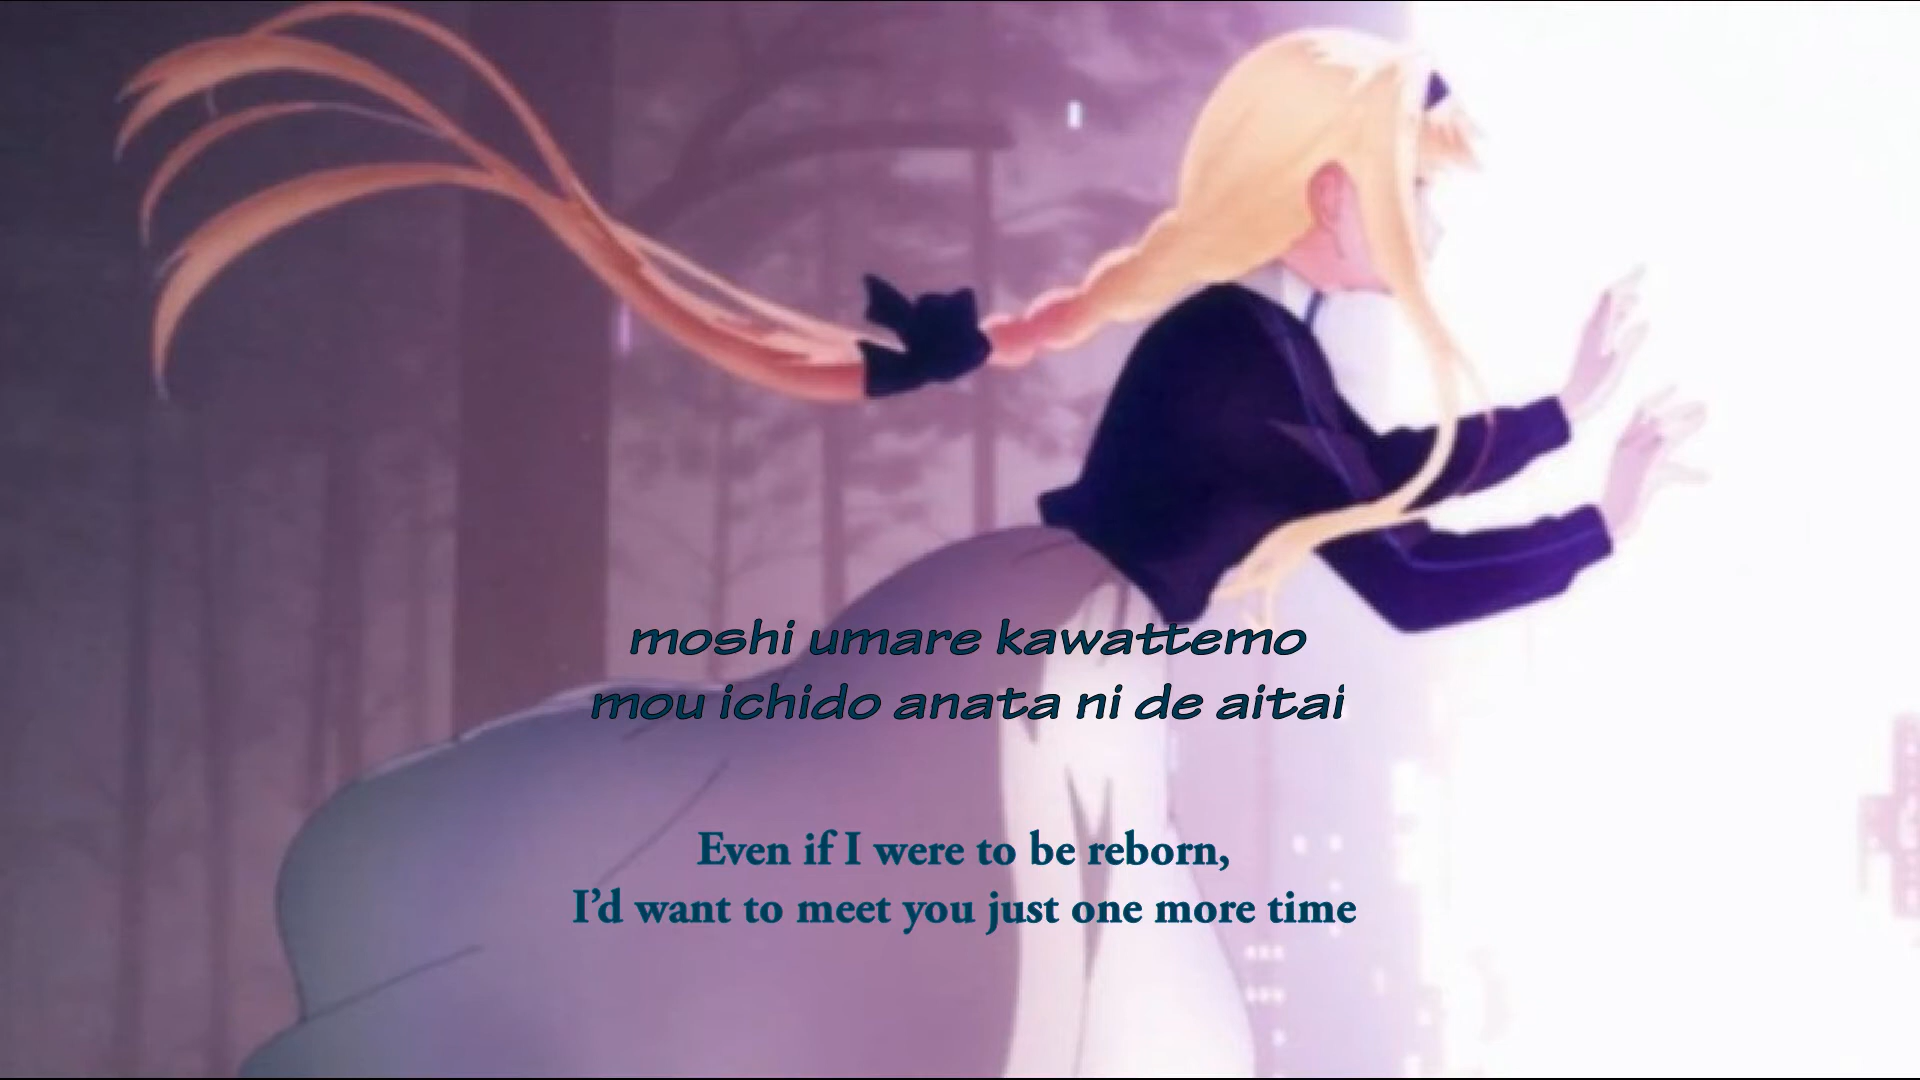 moshi umare kawattemo
mou ichido anata ni de aitai
Even if I were to be reborn,
I'd want to meet you just one more time